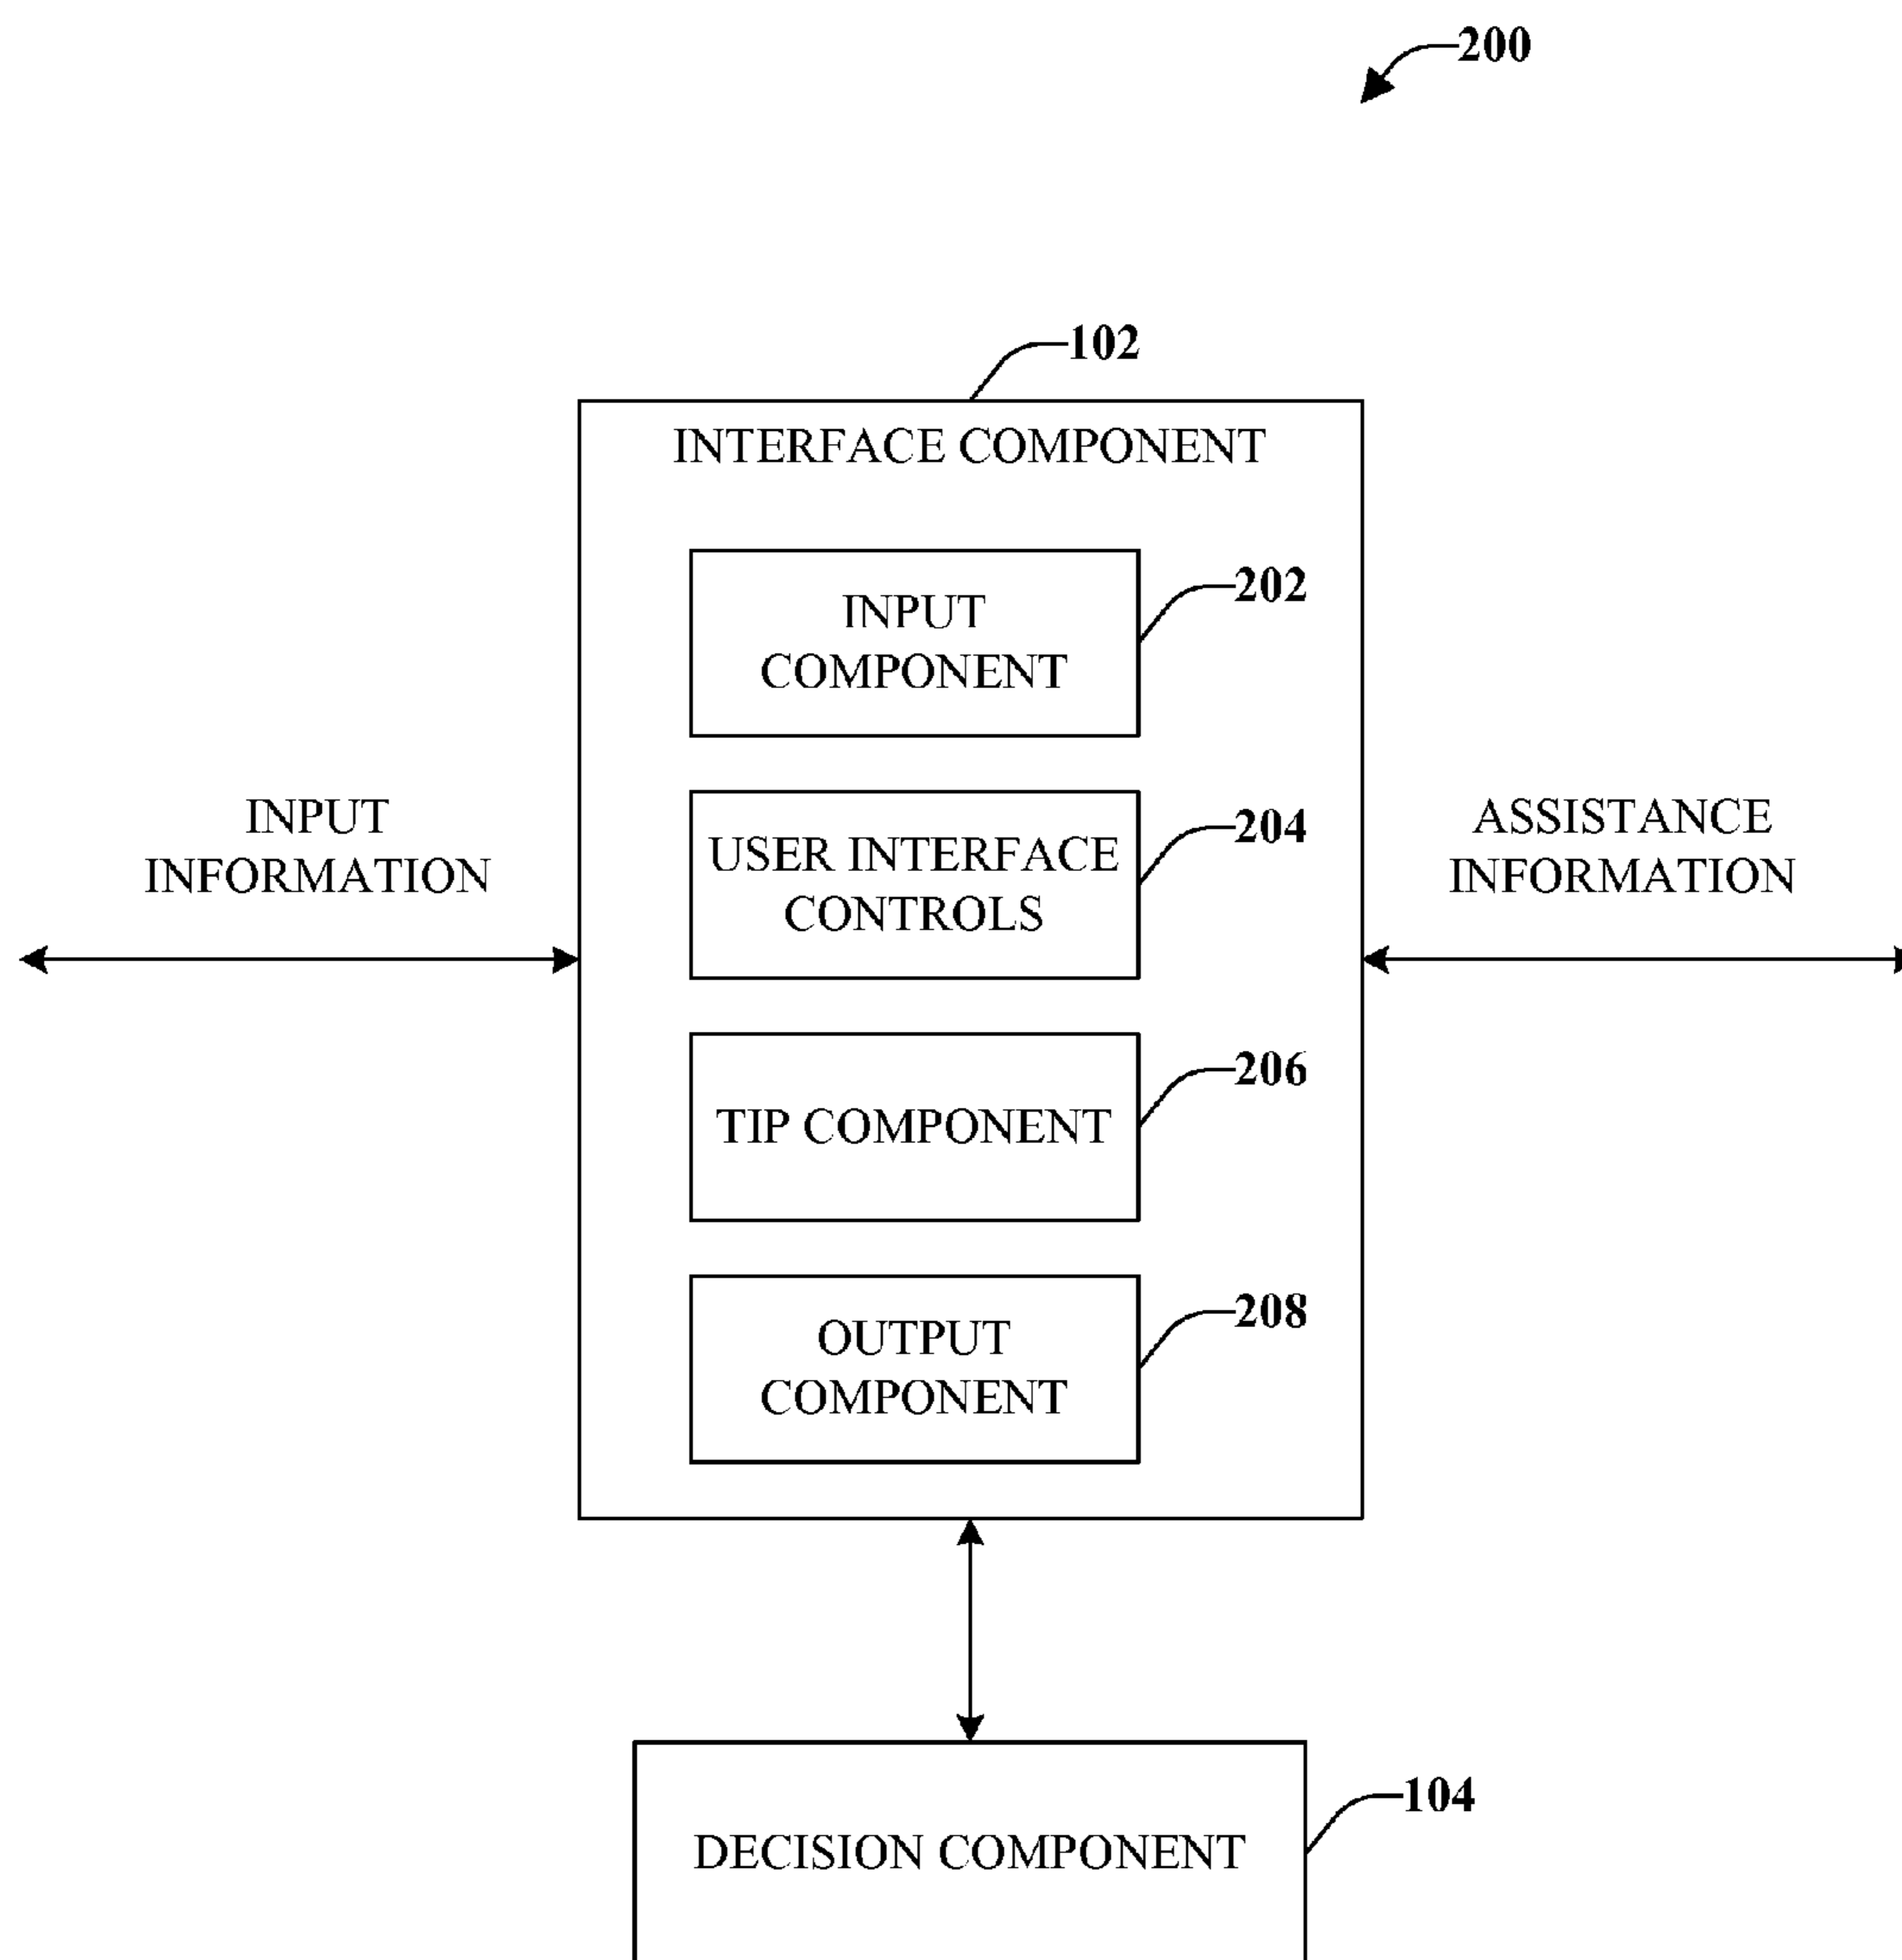 200
102
INTERFACE COMPONENT
INPUT
COMPONENT
202
INPUT
INFORMATION
USER INTERFACE
CONTROLS
204
ASSISTANCE
INFORMATION
TIP COMPONENT
206
OUTPUT
COMPONENT
208
DECISION COMPONENT
104